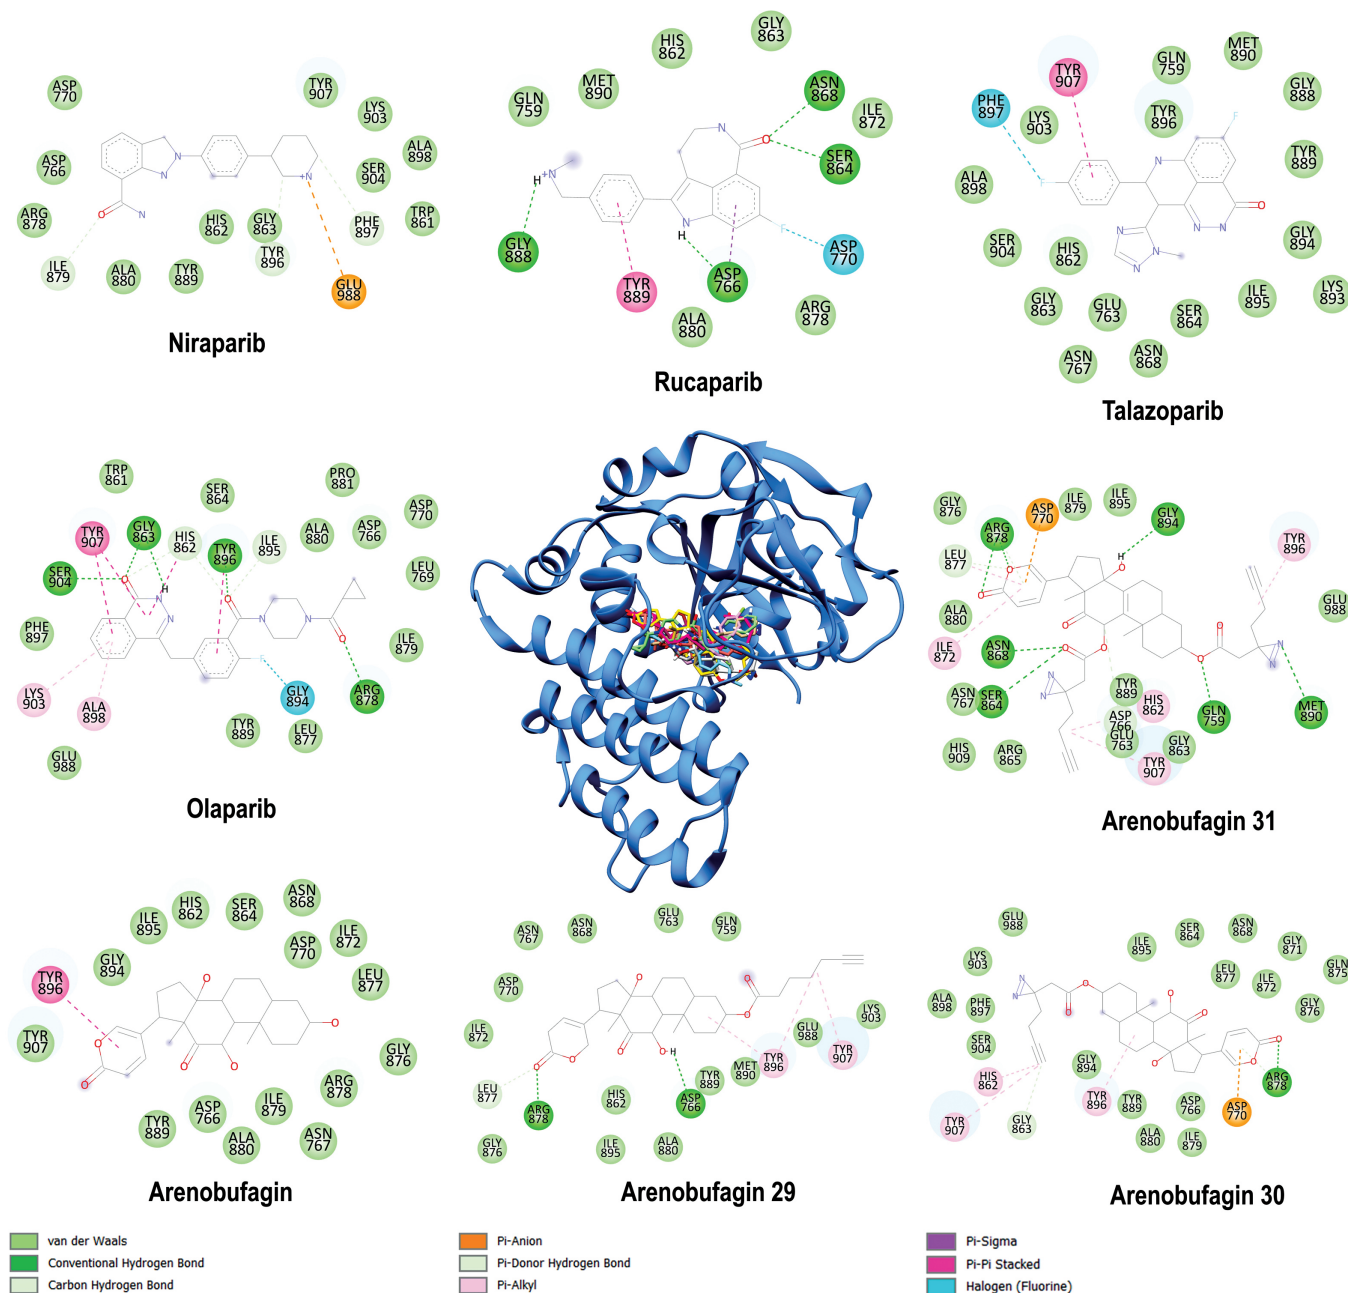 ASP
770
TYR
907
LYS
903
ALA
898
ASP
766
SER
904
ARG
878
HIS
862
GLY
863
PHE
897
TRP
861
TYR
896
ILE
879
ALA
880
TYR
889
GLU
988
N
N
O
N
N+
Niraparib
GLY
863
HIS
862
MET
890
GLN
759
ASN
868
ILE
872
SER
864
GLY
888
TYR
889
ASP
766
ASP
770
ALA
880
ARG
878
N
O
H
N+
N
H
F
Rucaparib
MET
890
TYR
907
GLN
759
GLY
888
PHE
897
LYS
903
TYR
896
TYR
889
ALA
898
SER
904
HIS
862
GLY
894
GLY
863
GLU
763
SER
864
ILE
895
LYS
893
ASN
767
ASN
868
F
N
F
N
N
O
N
N
N
Talazoparib
TRP
861
SER
864
PRO
881
ASP
770
TYR
907
GLY
863
HIS
862
TYR
896
ILE
895
ALA
880
ASP
766
SER
904
LEU
769
PHE
897
ILE
879
LYS
903
ALA
898
GLY
894
ARG
878
TYR
889
LEU
877
GLU
988
O
H
N
N
O
N
N
O
F
Olaparib
GLY
876
ARG
878
ASP
770
ILE
879
ILE
895
GLY
894
LEU
877
TYR
896
ALA
880
GLU
988
ILE
872
ASN
868
ASN
767
SER
864
TYR
889
HIS
862
ASP
766
GLU
763
GLY
863
GLN
759
MET
890
HIS
909
ARG
865
TYR
907
O
O
H
O
O
O
O
O
O
N
N
N
N
Arenobufagin 31
ASN
868
HIS
862
SER
864
ILE
895
ILE
872
ASP
770
GLY
894
LEU
877
TYR
896
TYR
907
GLY
876
ARG
878
ILE
879
ASP
766
TYR
889
ALA
880
ASN
767
O
O
O
O
O
O
Arenobufagin
ASN
767
ASN
868
GLU
763
GLN
759
ASP
770
ILE
872
LYS
903
GLU
988
TYR
907
TYR
896
MET
890
TYR
889
LEU
877
ARG
878
HIS
862
ASP
766
GLY
876
ILE
895
ALA
880
O
O
O
O
O
O
H
O
Arenobufagin 29
GLU
988
ILE
895
SER
864
ASN
868
GLY
871
GLN
875
LYS
903
LEU
877
ILE
872
ALA
898
PHE
897
GLY
876
SER
904
GLY
894
HIS
862
TYR
896
TYR
889
ASP
766
ASP
770
ARG
878
TYR
907
GLY
863
ALA
880
ILE
879
N
N
O
O
O
O
O
O
O
Arenobufagin 30
van der Waals
Conventional Hydrogen Bond
Carbon Hydrogen Bond
Pi-Anion
Pi-Donor Hydrogen Bond
Pi-Alkyl
Pi-Sigma
Pi-Pi Stacked
Halogen (Fluorine)